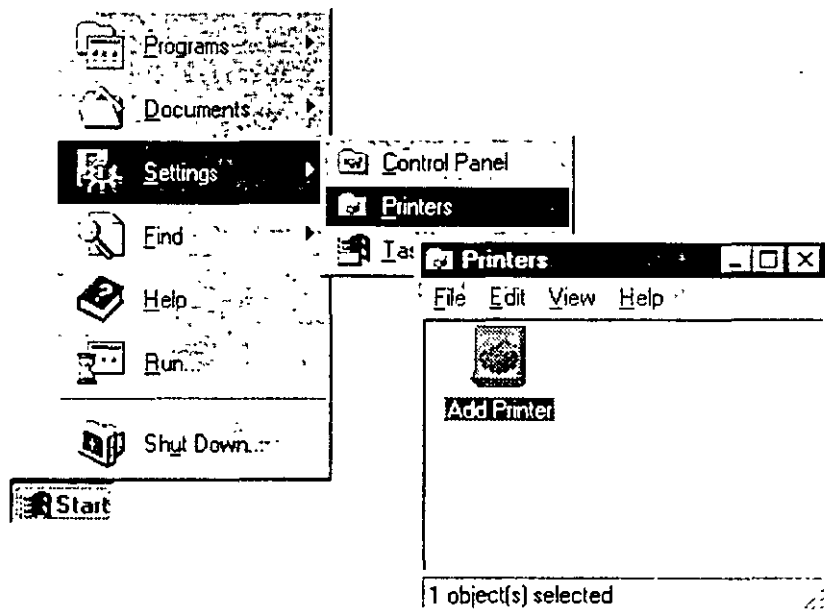 Programs
Documents
Settings
Control Panel
Printers
Find
Printers
File Edit View Help
Help
Run...
Add Printer
Shut Down...
Start
1 object(s) selected